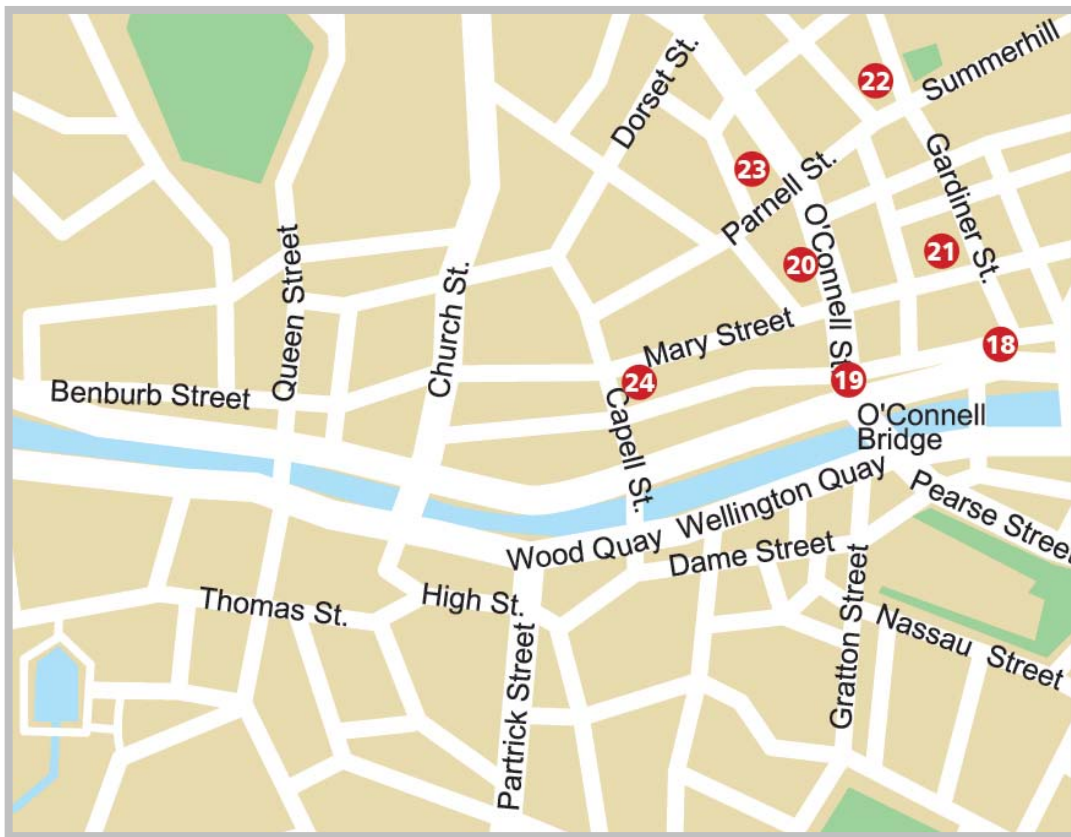 Summerhill
22
Dorset St.
23
Parnell St.
Gardiner St.
O'Connell St.
20
21
Queen Street
Church St.
Mary Street
18
19
24
Benburb Street
Capell St.
O'Connell
Bridge
Wellington Quay
Pearse Street
Wood Quay
Dame Street
Thomas St.
High St.
Gratton Street
Nassau Street
Partrick Street